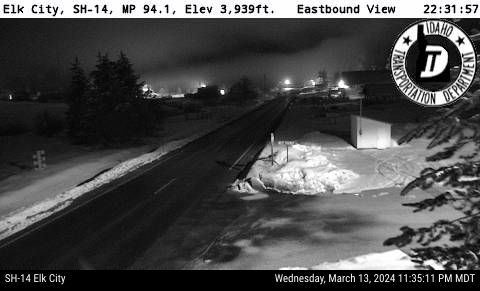 Elk City, SH-14, MP 94.1, Elev 3,939ft. Eastbound View 22:31:57
IDAHO
TRANSPORTATION DEPARTMENT
SH-14 Elk City Wednesday, March 13, 2024 11:35:11 PM MDT